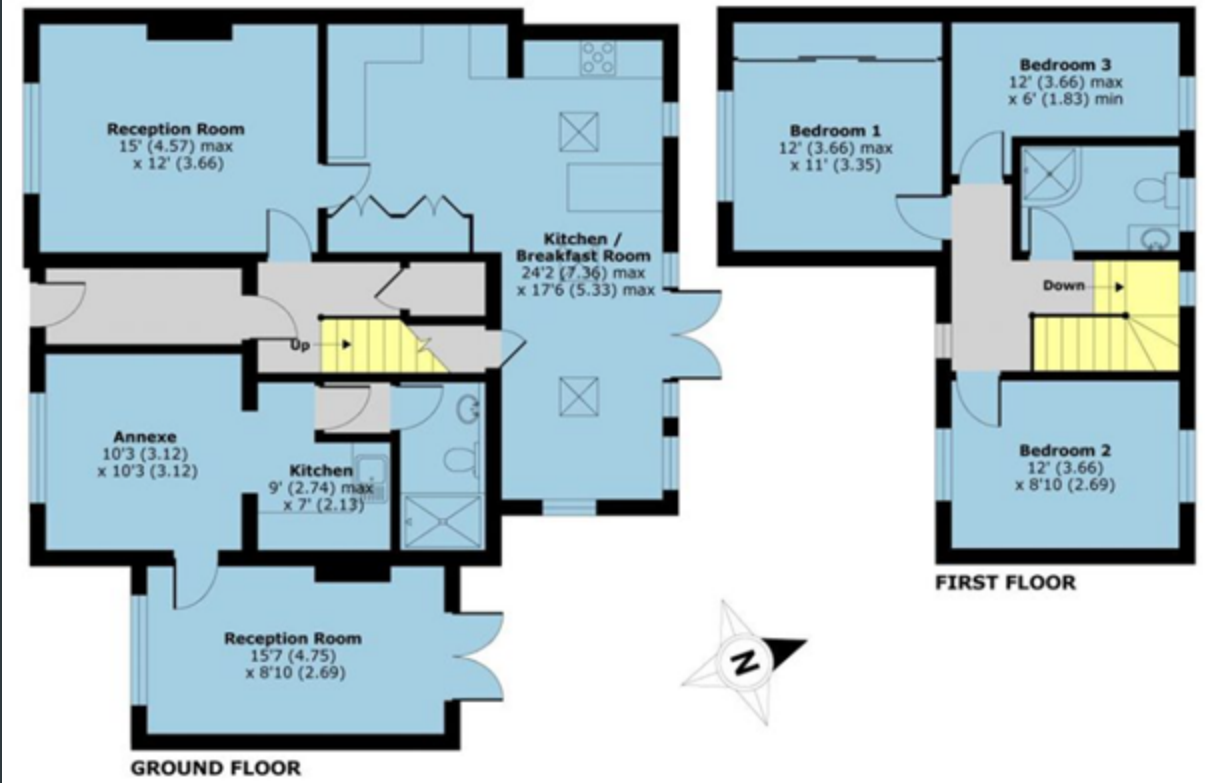 Reception Room
15' (4.57) max
x 12' (3.66)
Kitchen /
Breakfast Room
24'2 (7.36) max
x 17'6 (5.33) max
Up
Annexe
10'3 (3.12)
x 10'3 (3.12)
Kitchen
9' (2.74) max
x 7' (2.13)
Reception Room
15'7 (4.75)
x 8'10 (2.69)
GROUND FLOOR
Bedroom 1
12' (3.66) max
x 11' (3.35)
Bedroom 3
12' (3.66) max
x 6' (1.83) min
Down
Bedroom 2
12' (3.66)
x 8'10 (2.69)
FIRST FLOOR
N